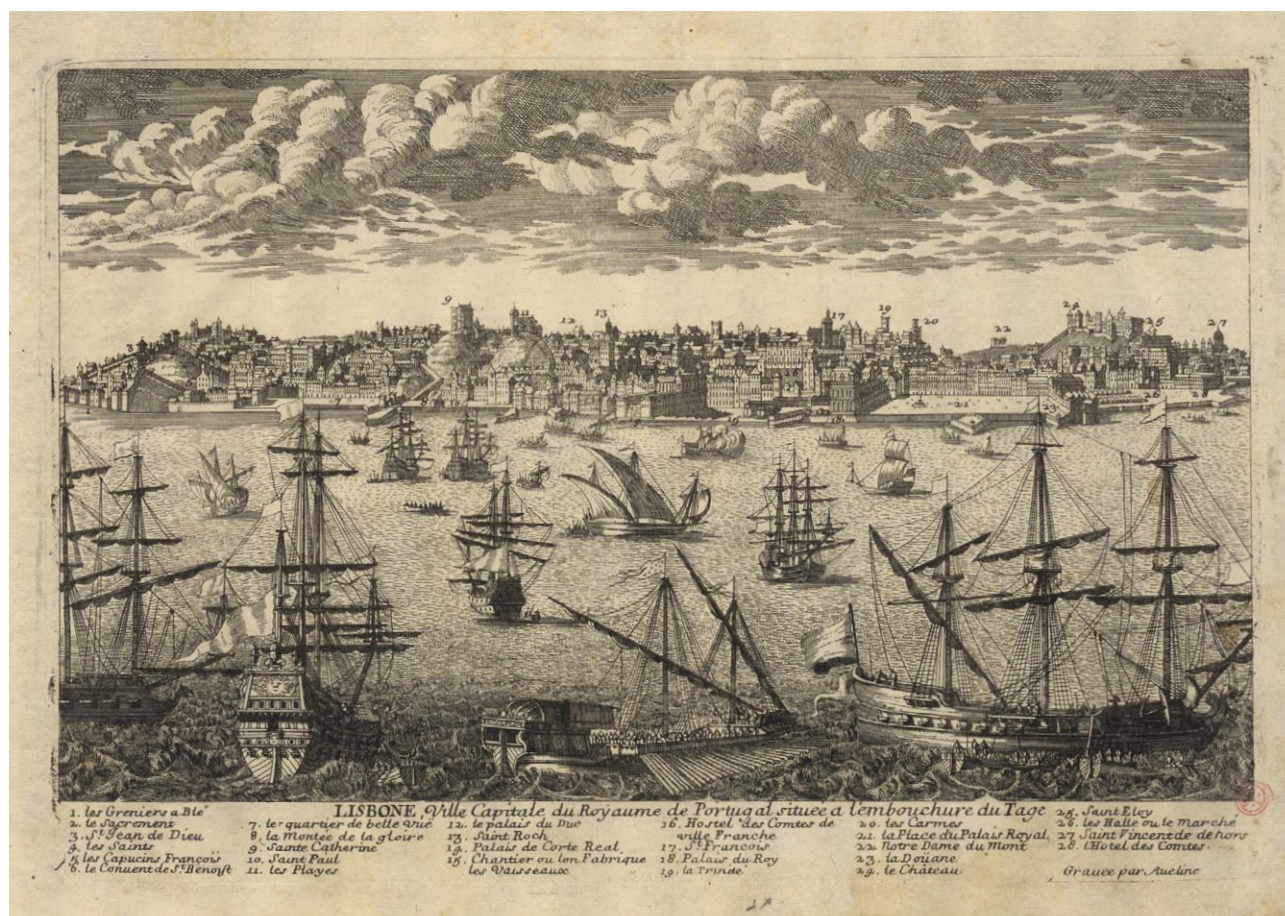 LISBONE, Ville Capitale du Royaume de Portugal située a l'embouchure du Tage
1. les Greniers a Blé
2. le Sacrement
3. St. Jean de Dieu
4. les Saints
5. les Capucins François
6. le Convent de St. Benoist
7. le quartier de belle vuë
8. la Montée de la gloire
9. Sainte Catherine
10. Saint Paul
11. les Playes
12. le palais du Duc
13. Saint Roch
14. Palais de Corte Real
15. Chantier ou lon Fabrique
les Vaisseaux
16. Hostel des Comtes de
ville Franche
17. St. François
18. Palais du Roy
19. la Trinde
20. les Carmes
21. la Place du Palais Royal
22. Notre Dame du Mont
23. la Doüane
24. le Château
25. Saint Eloy
26. les Halle ou le marché
27. Saint Vincent de dehors
28. l'Hotel des Comtes.
Gravée par Aveline